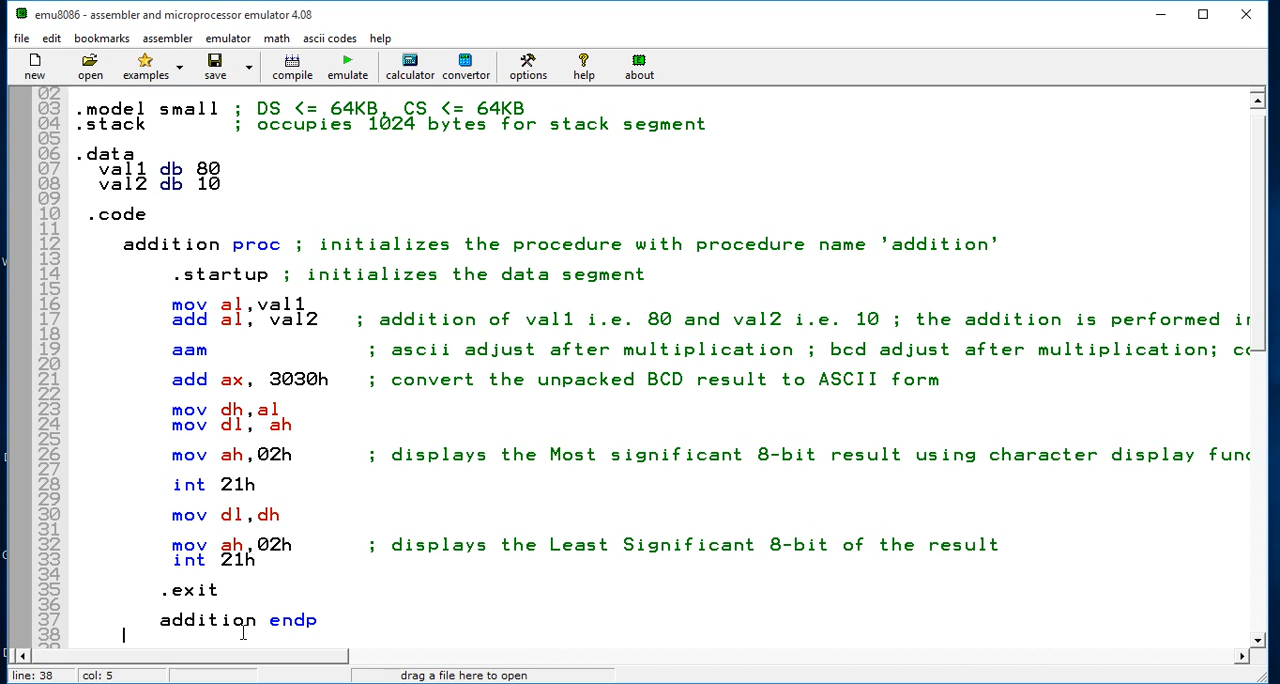 emu8086 - assembler and microprocessor emulator 4.08
file edit bookmarks assembler emulator math ascii codes help
new open examples save compile emulate calculator convertor options help about
02
03 .model small ; DS <= 64KB, CS <= 64KB
04 .stack ; occupies 1024 bytes for stack segment
05
06 .data
07 val1 db 80
08 val2 db 10
09
10 .code
11
12 addition proc ; initializes the procedure with procedure name 'addition'
13
14 .startup ; initializes the data segment
15
16 mov al,val1
17 add al, val2 ; addition of val1 i.e. 80 and val2 i.e. 10 ; the addition is performed
18
19 aam ; ascii adjust after multiplication ; bcd adjust after multiplication;
20
21 add ax, 3030h ; convert the unpacked BCD result to ASCII form
22
23 mov dh,al
24 mov dl, ah
25
26 mov ah,02h ; displays the Most significant 8-bit result using character display
27
28 int 21h
29
30 mov dl,dh
31
32 mov ah,02h ; displays the Least Significant 8-bit of the result
33 int 21h
34
35 .exit
36
37 addition endp
38
line: 38 col: 5 drag a file here to open